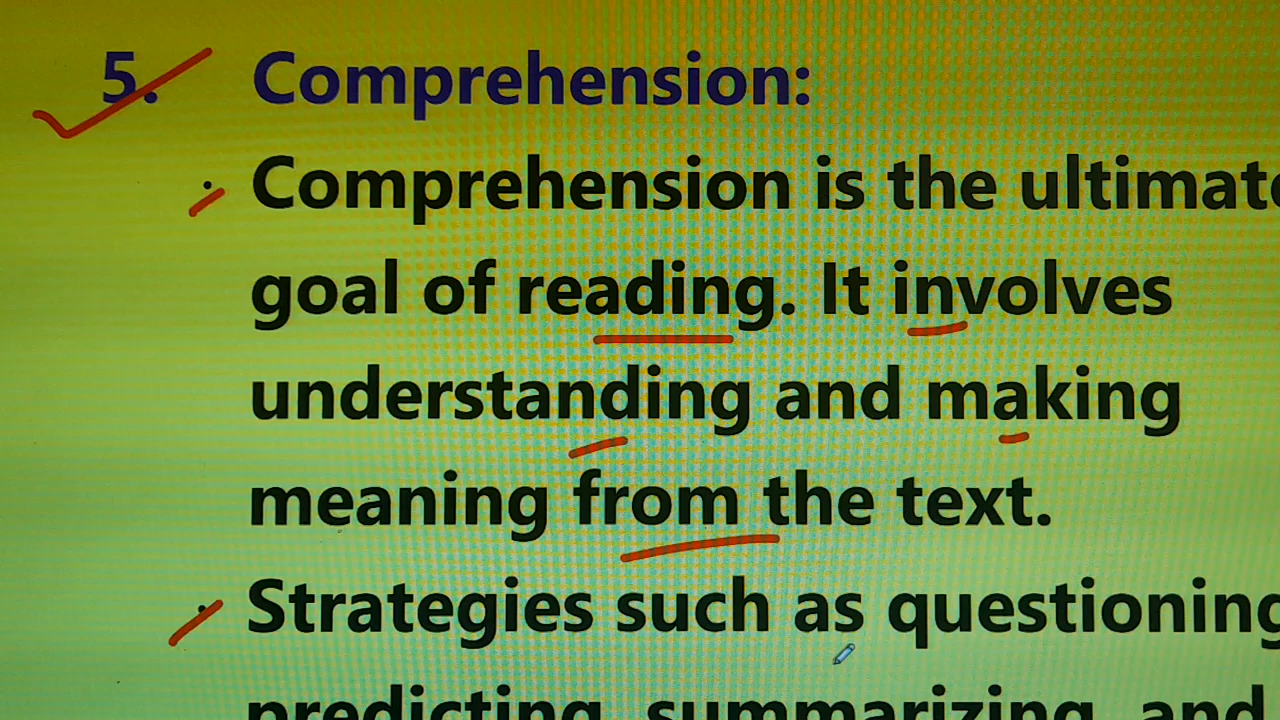 5. Comprehension:
· Comprehension is the ultimate
goal of reading. It involves
understanding and making
meaning from the text.
· Strategies such as questioning
predicting, summarizing, and